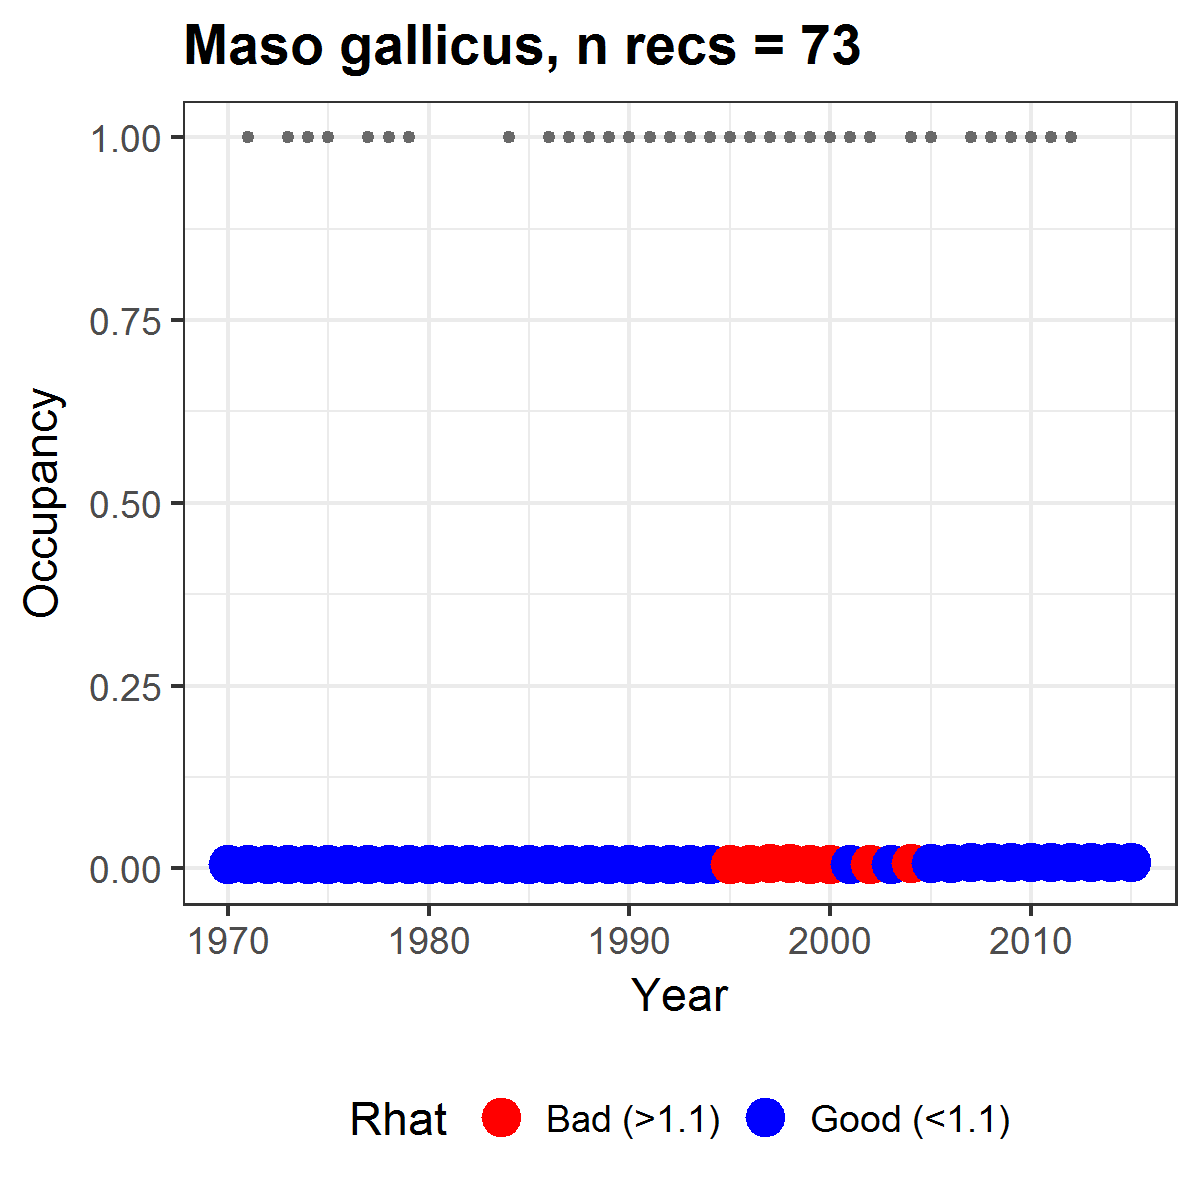 Maso gallicus, n recs = 73
1.00
0.75
0.50
0.25
0.00
Occupancy
1970 1980 1990 2000 2010
Year
Rhat Bad (>1.1) Good (<1.1)